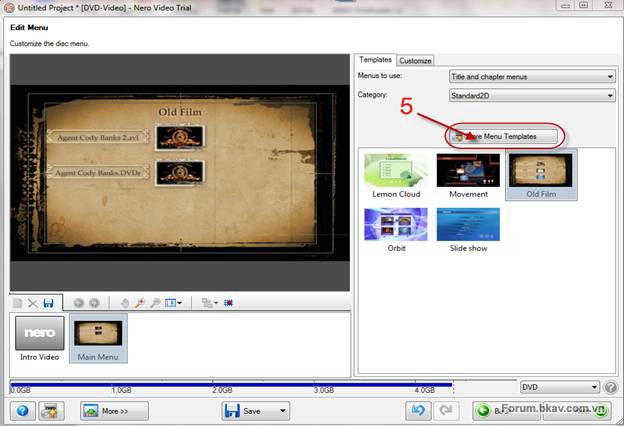 Untitled Project * [DVD-Video] - Nero Video Trial
Edit Menu
Customize the disc menu.
Templates Customize
Menus to use: Title and chapter menus
Category: Standard2D
5
Menu Templates
Old Film
Agent Cody Banks 2.avi
Agent Cody Banks.DVDr
Lemon Cloud Movement Old Film
Orbit Slide show
nero
Intro Video Main Menu
0.0GB 1.0GB 2.0GB 3.0GB 4.0GB
DVD
More >> Save
Forum.bkav.com.vn